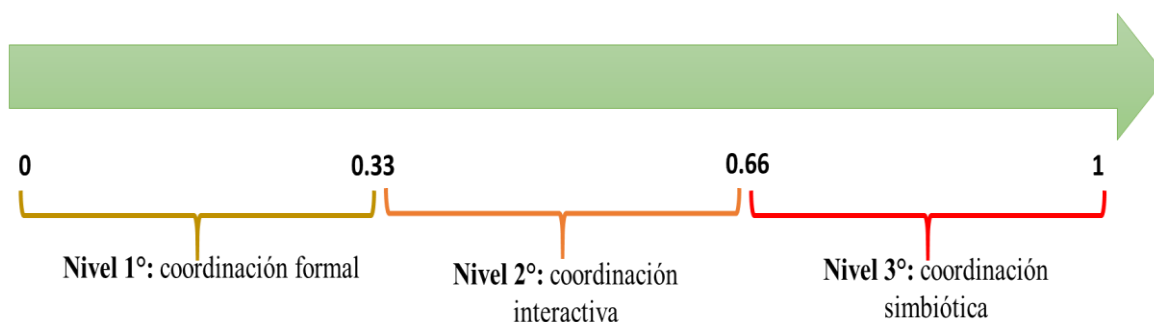 0 0.33 0.66 1
Nivel 1°: coordinación formal
Nivel 2°: coordinación
interactiva
Nivel 3°: coordinación
simbiótica